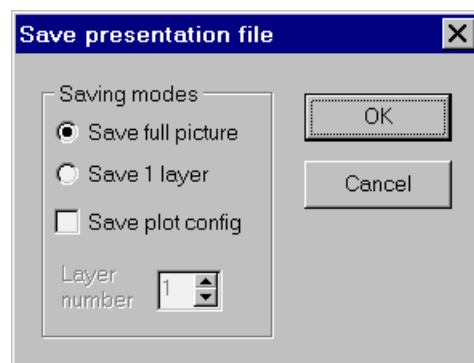 Save presentation file
Saving modes
Save full picture
Save 1 layer
Save plot config
Layer
number
1
OK
Cancel